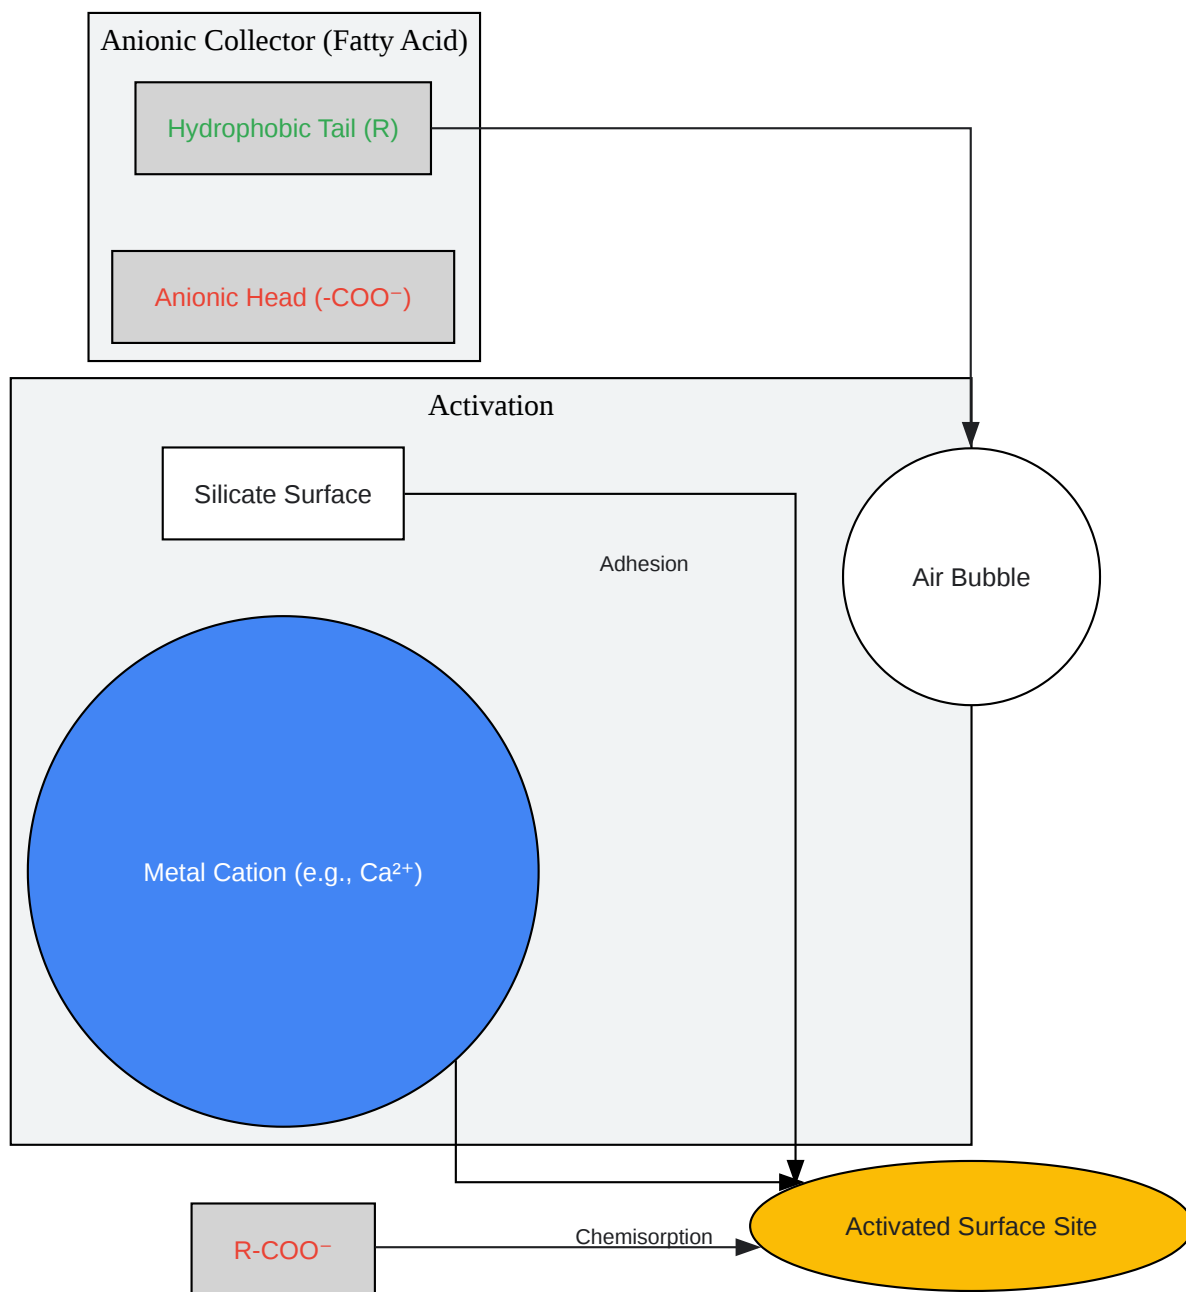 Anionic Collector (Fatty Acid)
Hydrophobic Tail (R)
Anionic Head (-COO⁻)
Activation
Silicate Surface
Adhesion
Air Bubble
Metal Cation (e.g., Ca²⁺)
R-COO⁻
Chemisorption
Activated Surface Site